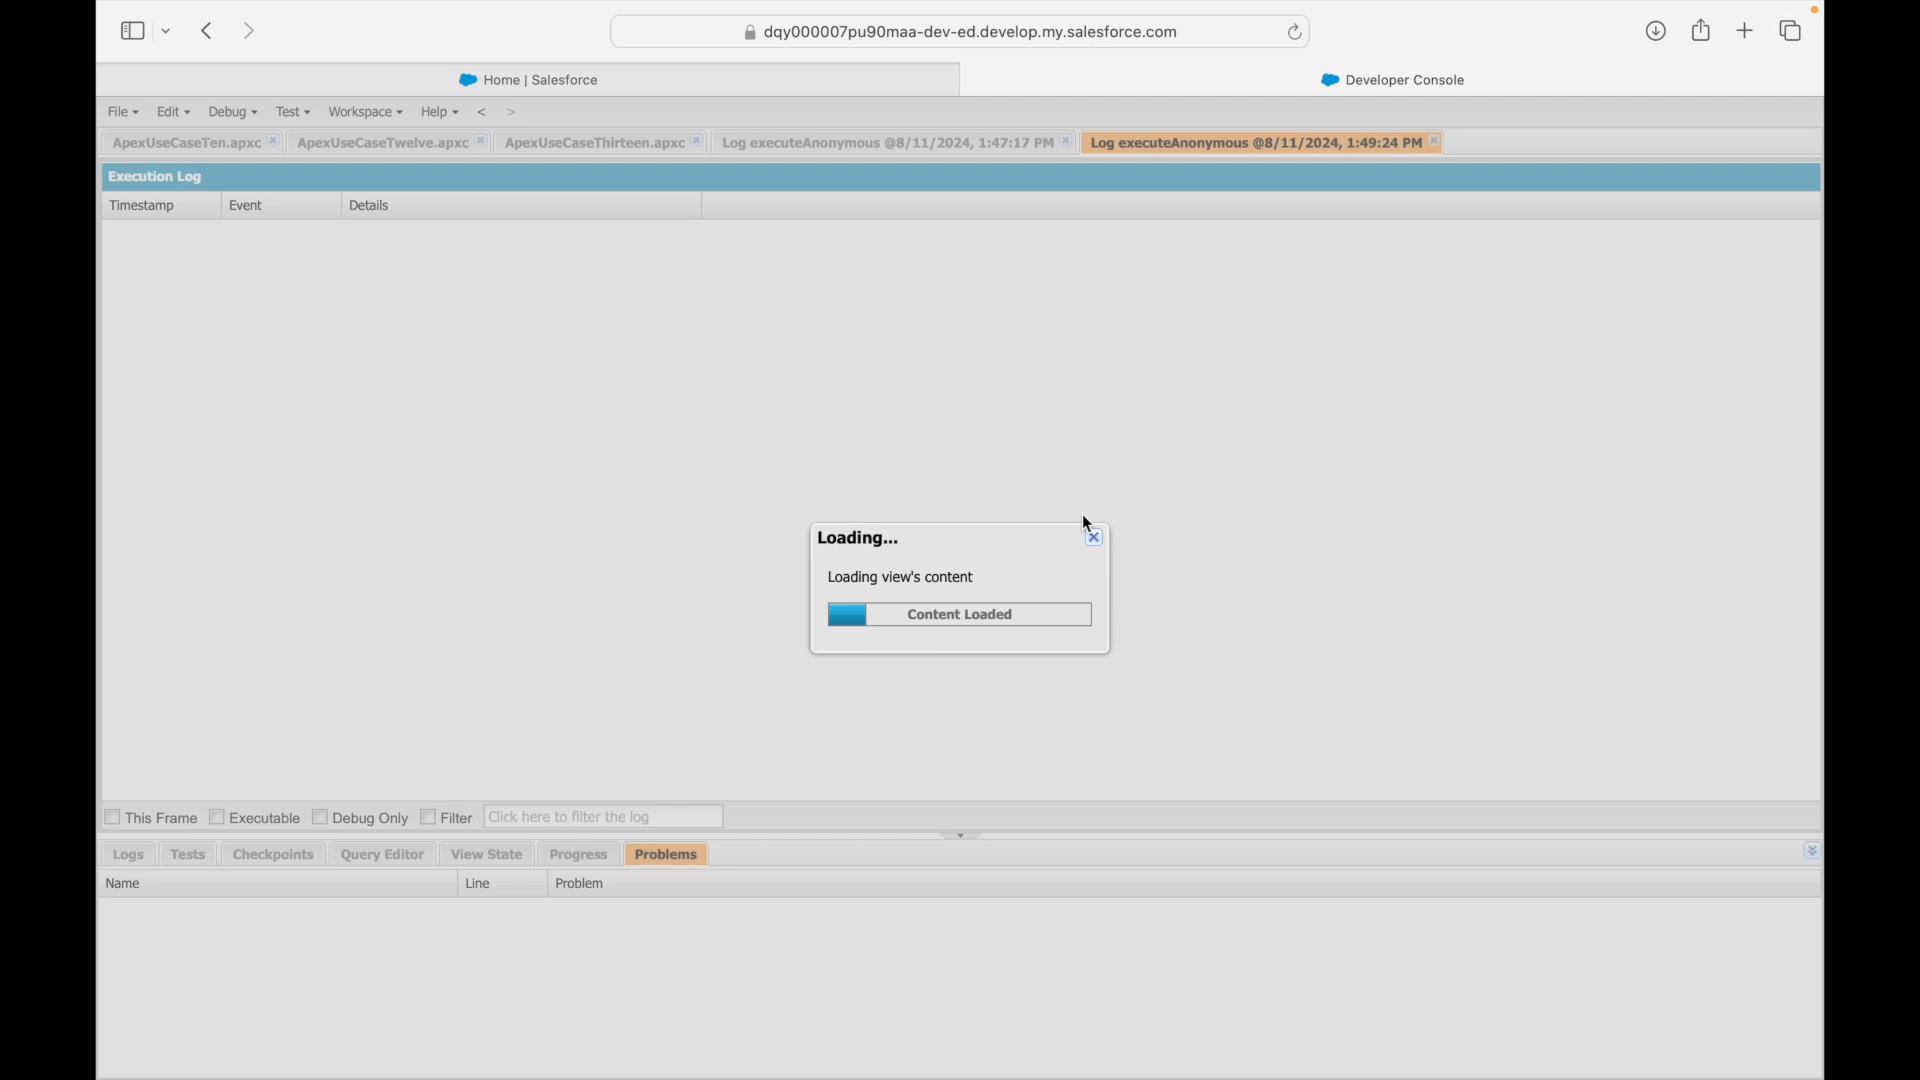 dqy000007pu90maa-dev-ed.develop.my.salesforce.com
Home | Salesforce
Developer Console
File Edit Debug Test Workspace Help < >
ApexUseCaseTen.apxc
ApexUseCaseTwelve.apxc
ApexUseCaseThirteen.apxc
Log executeAnonymous @8/11/2024, 1:47:17 PM
Log executeAnonymous @8/11/2024, 1:49:24 PM
Execution Log
Timestamp Event Details
Loading...
Loading view's content
Content Loaded
This Frame Executable Debug Only Filter Click here to filter the log
Logs Tests Checkpoints Query Editor View State Progress Problems
Name Line Problem